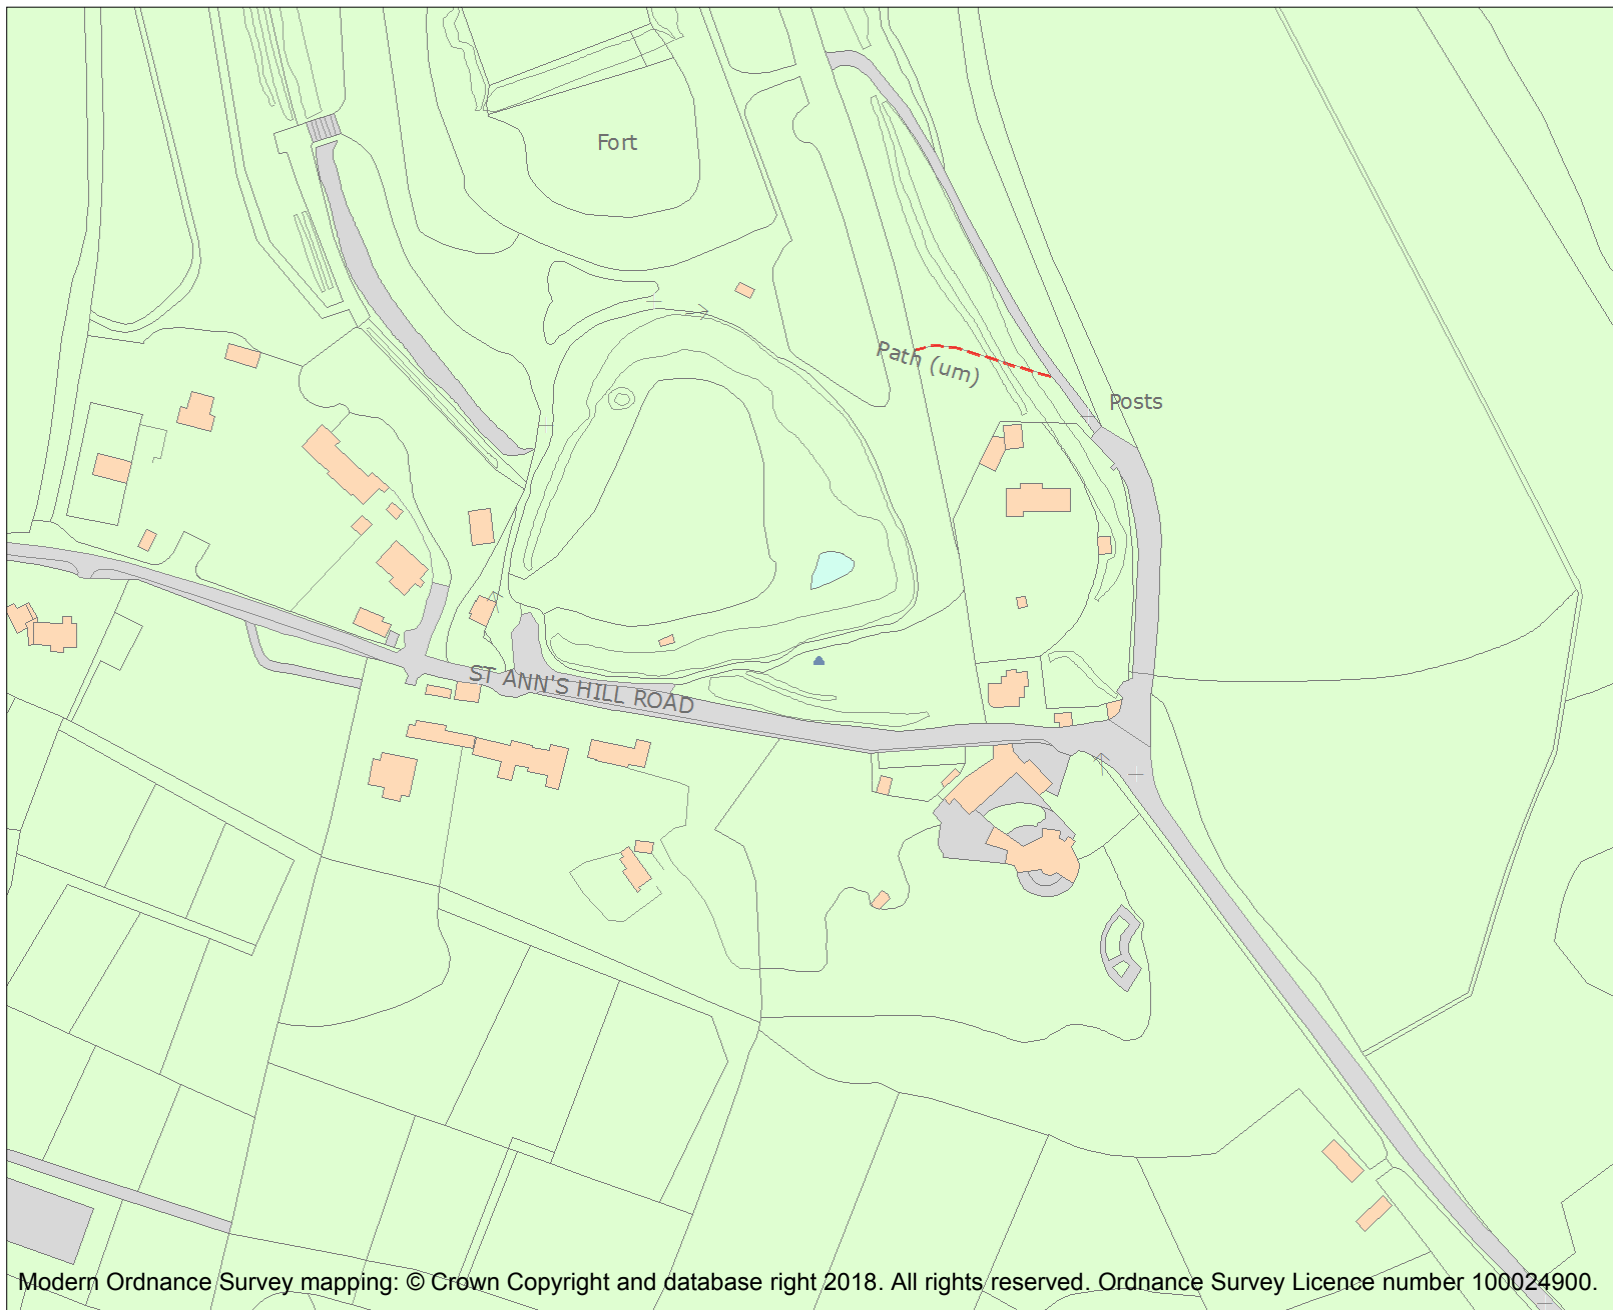 Fort
Path (um)
Posts
ST ANN'S HILL ROAD
Modern Ordnance Survey mapping: © Crown Copyright and database right 2018. All rights reserved. Ordnance Survey Licence number 100024900.